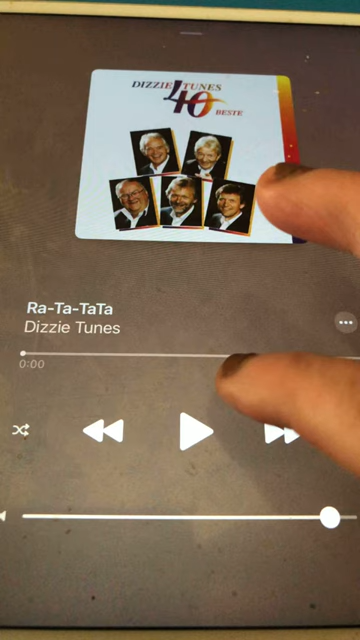 DIZZIE TUNES
40
BESTE
Ra-Ta-TaTa
Dizzie Tunes
0:00